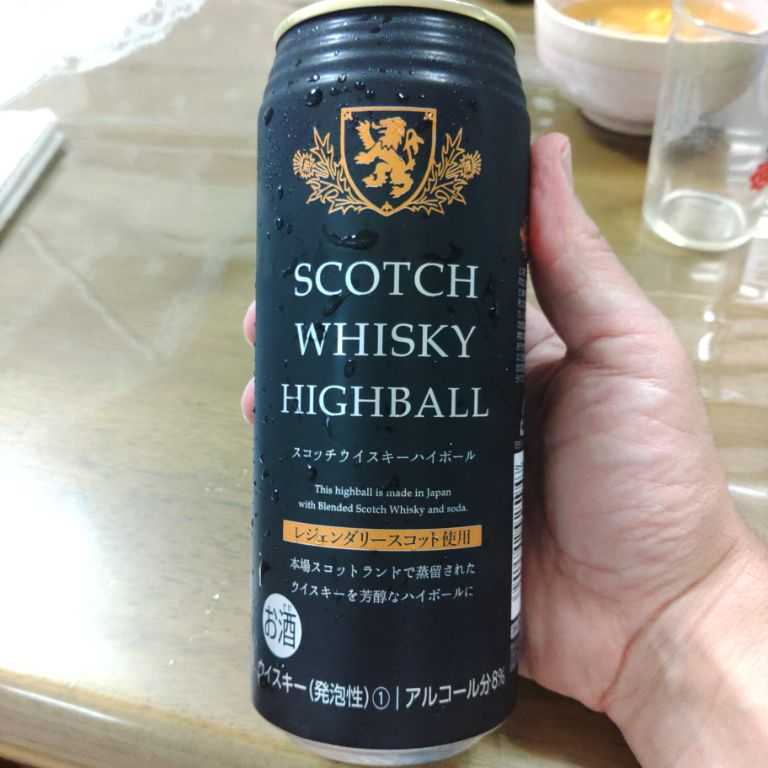 SCOTCH
WHISKY
HIGHBALL
スコッチウイスキーハイボール
This highball is made in Japan
with Blended Scotch Whisky and soda.
レジェンダリースコット使用
本場スコットランドで蒸留された
ウイスキーを芳醇なハイボールに
お酒
ウイスキー(発泡性)①|アルコール分8%